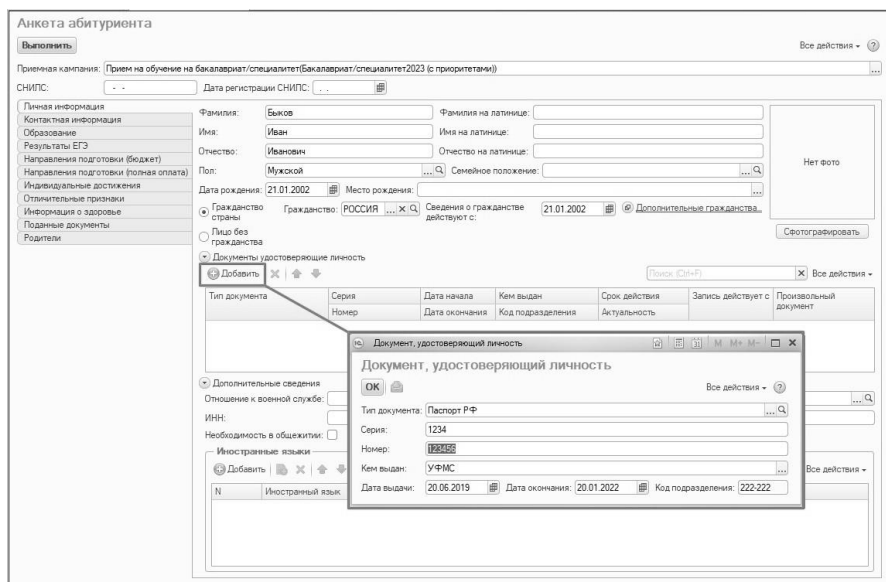 Анкета абитуриента
Выполнить
Все действия
?
Приемная кампания: Прием на обучение на бакалавриат/специалитет(Бакалавриат/специалитет2023 (с приоритетами)) ...
СНИПС: - - Дата регистрации СНИПС: . .
Личная информация
Контактная информация
Образование
Результаты ЕГЭ
Направления подготовки (бюджет)
Направления подготовки (полная оплата)
Индивидуальные достижения
Отличительные признаки
Информация о здоровье
Поданные документы
Родители
Фамилия: Быков Фамилия на латинице:
Имя: Иван Имя на латинице:
Отчество: Иванович Отчество на латинице:
Пол: Мужской ... Семейное положение: ...
Дата рождения: 21.01.2002 Место рождения: ...
Гражданство страны
Гражданство: РОССИЯ ... × Сведения о гражданстве действуют с: 21.01.2002 Дополнительные гражданства...
Лицо без гражданства
Нет фото
Сфотографировать
Документы удостоверяющие личность
Добавить Поиск (Ctrl+F) × Все действия
Тип документа Серия Дата начала Кем выдан Срок действия Запись действует с Произвольный документ
Номер Дата окончания Код подразделения Актуальность
Дополнительные сведения
Отношение к военной службе: ...
ИНН:
Необходимость в общежитии:
Иностранные языки
Добавить Все действия
N Иностранный язык
Документ, удостоверяющий личность
31 M M+ M-
Документ, удостоверяющий личность
OK Все действия ?
Тип документа: Паспорт РФ ...
Серия: 1234
Номер: 123456
Кем выдан: УФМС ...
Дата выдачи: 20.06.2019 Дата окончания: 20.01.2022 Код подразделения: 222-222